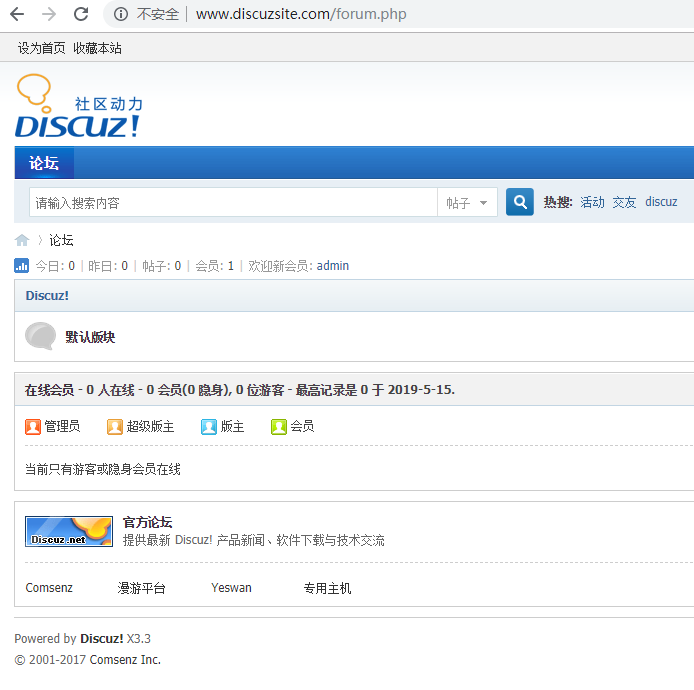 不安全 www.discuzsite.com/forum.php
设为首页 收藏本站
社区动力
DISCUZ!
论坛
请输入搜索内容 帖子 热搜: 活动 交友 discuz
论坛
今日: 0 | 昨日: 0 | 帖子: 0 | 会员: 1 | 欢迎新会员: admin
Discuz!
默认版块
在线会员 - 0 人在线 - 0 会员(0 隐身), 0 位游客 - 最高记录是 0 于 2019-5-15.
管理员 超级版主 版主 会员
当前只有游客或隐身会员在线
Discuz.net
官方论坛
提供最新 Discuz! 产品新闻、软件下载与技术交流
Comsenz 漫游平台 Yeswan 专用主机
Powered by Discuz! X3.3
© 2001-2017 Comsenz Inc.